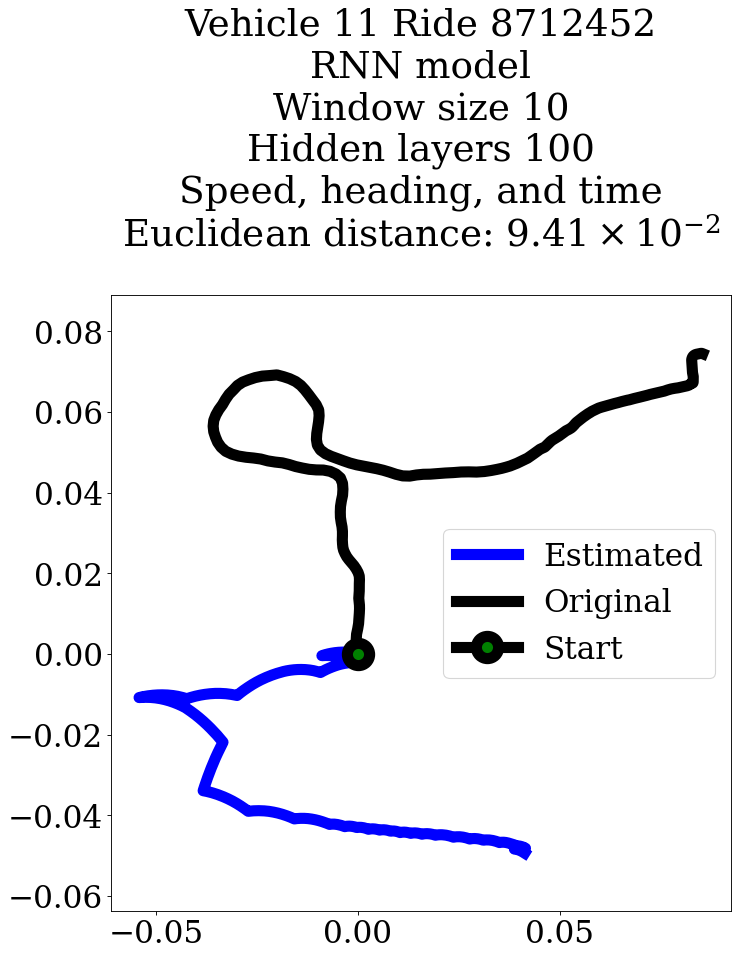 Vehicle 11 Ride 8712452
RNN model
Window size 10
Hidden layers 100
Speed, heading, and time
Euclidean distance: 9.41 × 10⁻²
0.08
0.06
0.04
0.02
0.00
−0.02
−0.04
−0.06
Estimated
Original
Start
−0.05 0.00 0.05